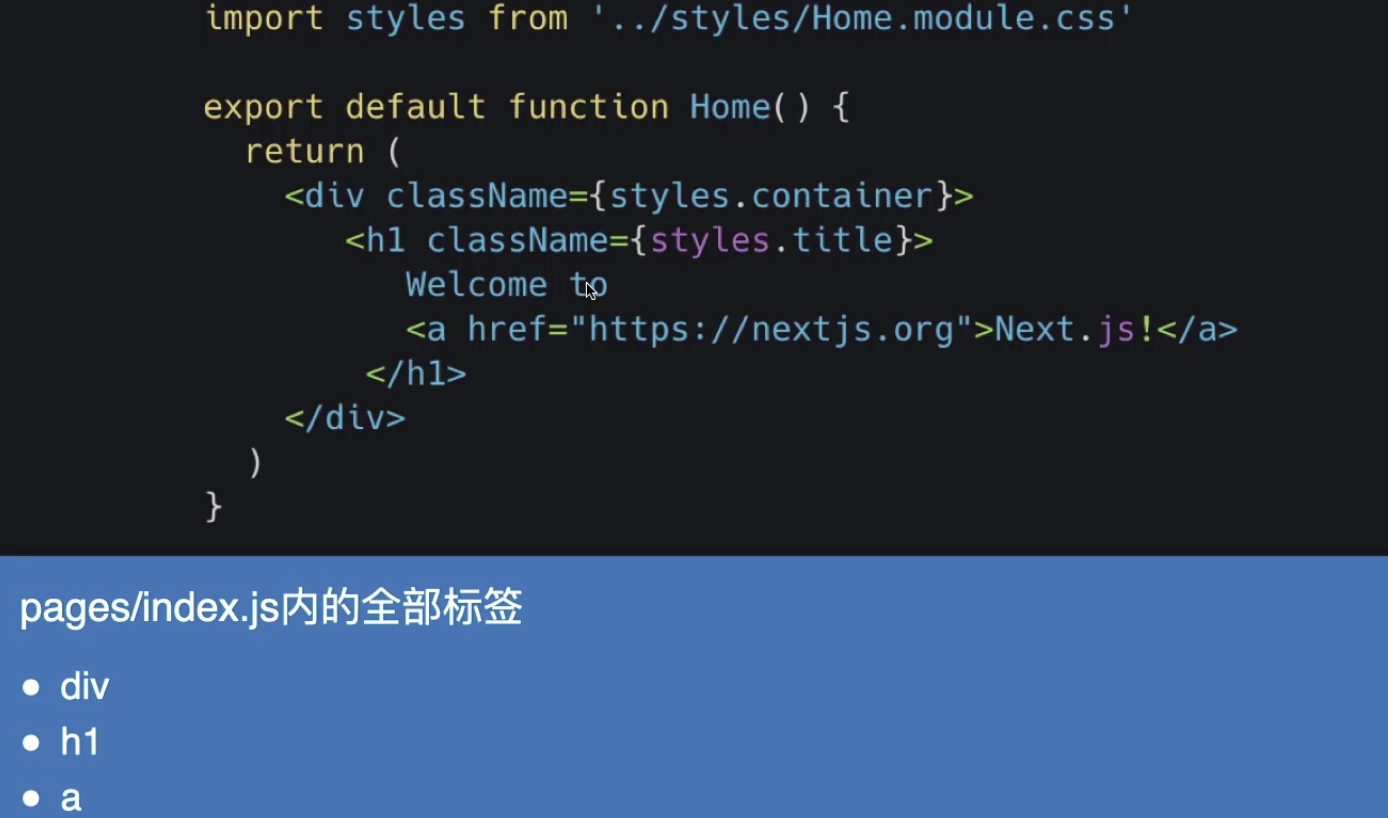 import styles from '../styles/Home.module.css'
export default function Home() {
return (
<div className={styles.container}>
<h1 className={styles.title}>
Welcome to
<a href="https://nextjs.org">Next.js!</a>
</h1>
</div>
)
}
pages/index.js内的全部标签
• div
• h1
• a